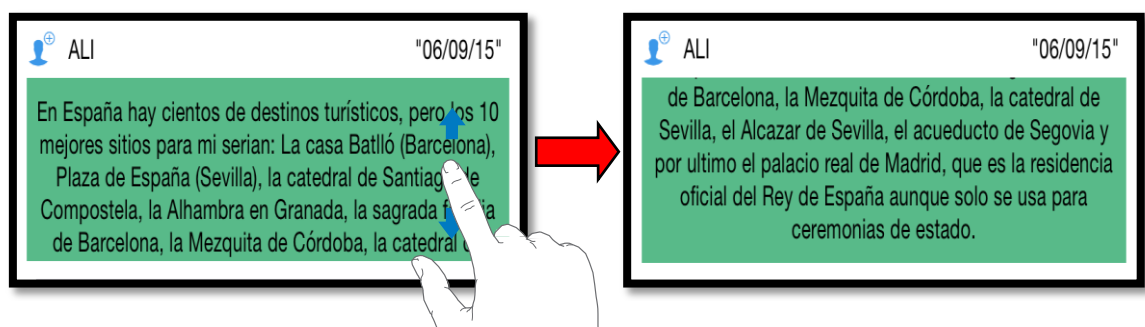 ALI "06/09/15"
En España hay cientos de destinos turísticos, pero los 10
mejores sitios para mi serian: La casa Batlló (Barcelona),
Plaza de España (Sevilla), la catedral de Santiago de
Compostela, la Alhambra en Granada, la sagrada familia
de Barcelona, la Mezquita de Córdoba, la catedral
ALI "06/09/15"
de Barcelona, la Mezquita de Córdoba, la catedral de
Sevilla, el Alcazar de Sevilla, el acueducto de Segovia y
por ultimo el palacio real de Madrid, que es la residencia
oficial del Rey de España aunque solo se usa para
ceremonias de estado.